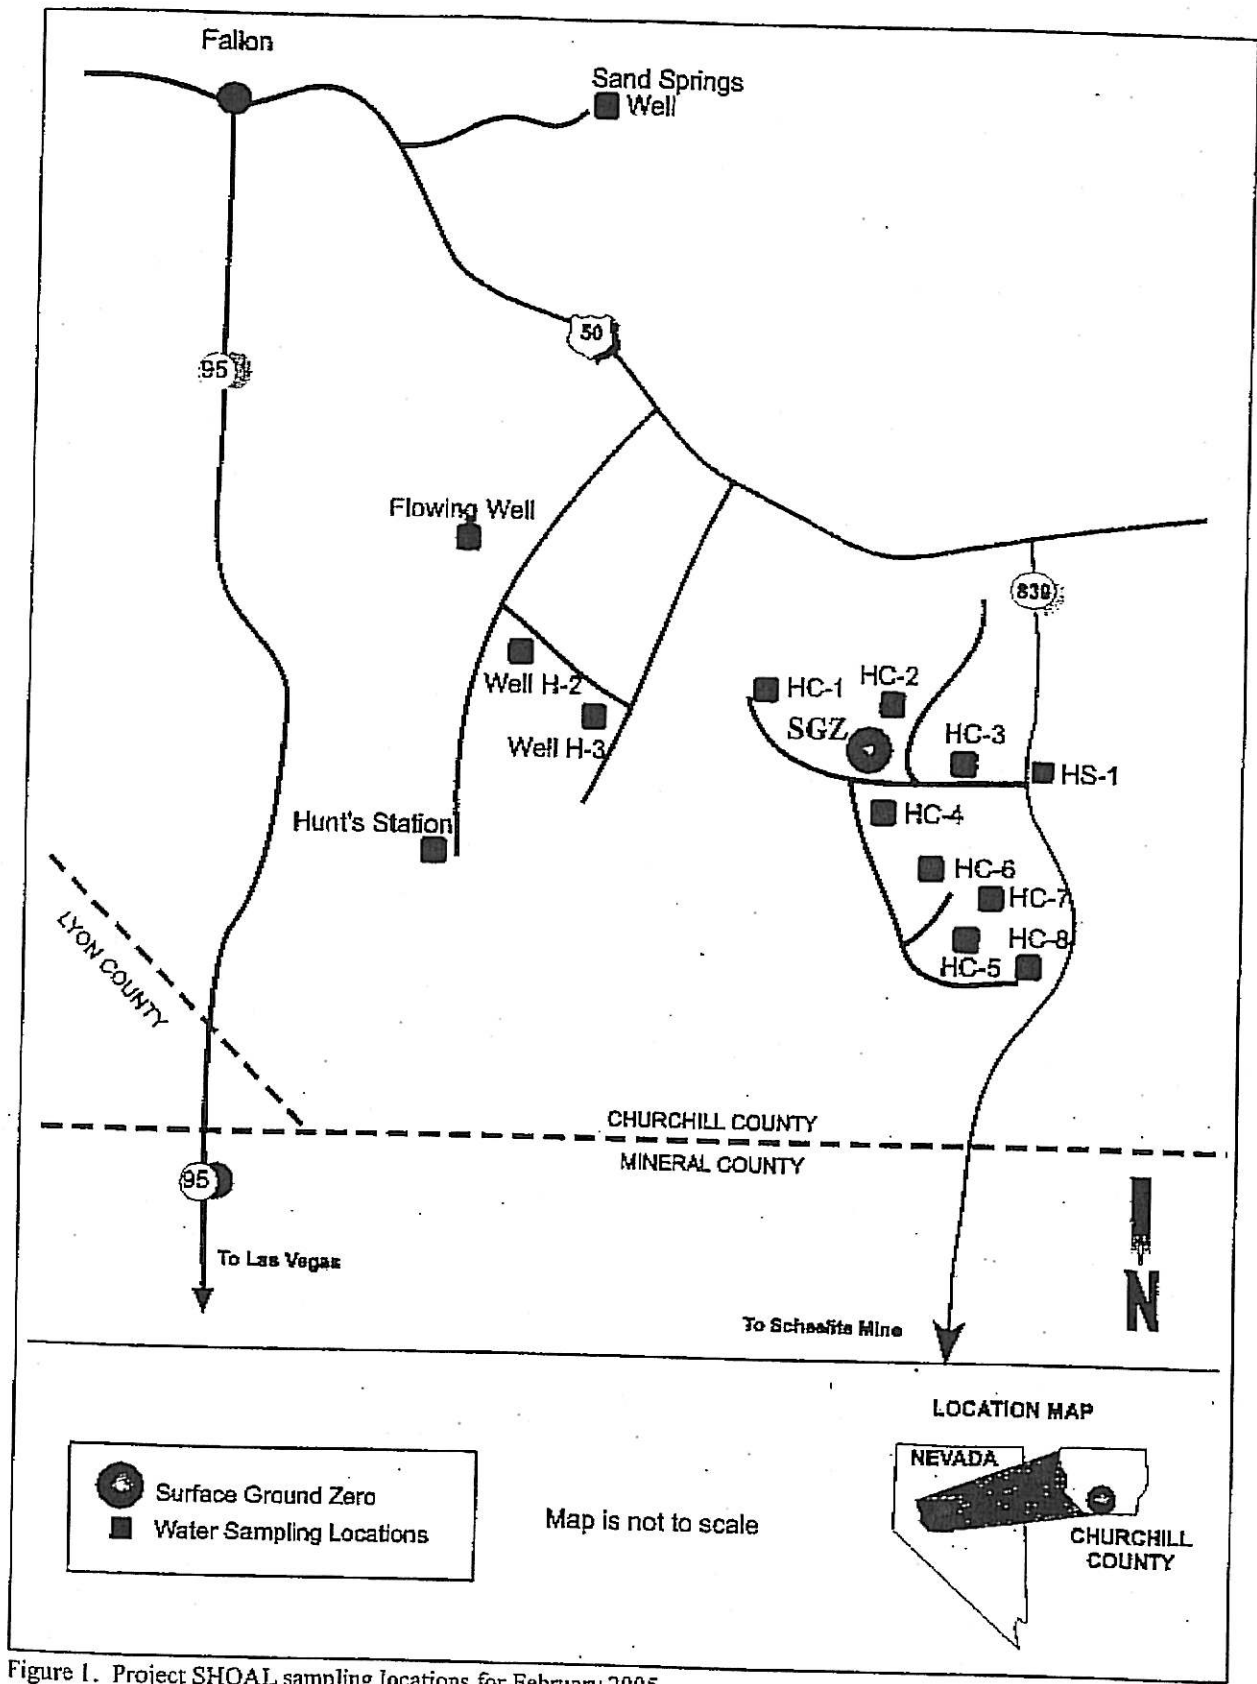 Fallon
Sand Springs
Well
50
95
Flowing Well
839
Well H-2
Well H-3
HC-1
HC-2
SGZ
HC-3
HS-1
HC-4
Hunt's Station
HC-6
HC-7
HC-8
HC-5
LYON COUNTY
CHURCHILL COUNTY
MINERAL COUNTY
95
To Las Vegas
N
To Scheelite Mine
LOCATION MAP
NEVADA
CHURCHILL
COUNTY
Surface Ground Zero
Water Sampling Locations
Map is not to scale
Figure 1. Project SHOAL sampling locations for February 2005